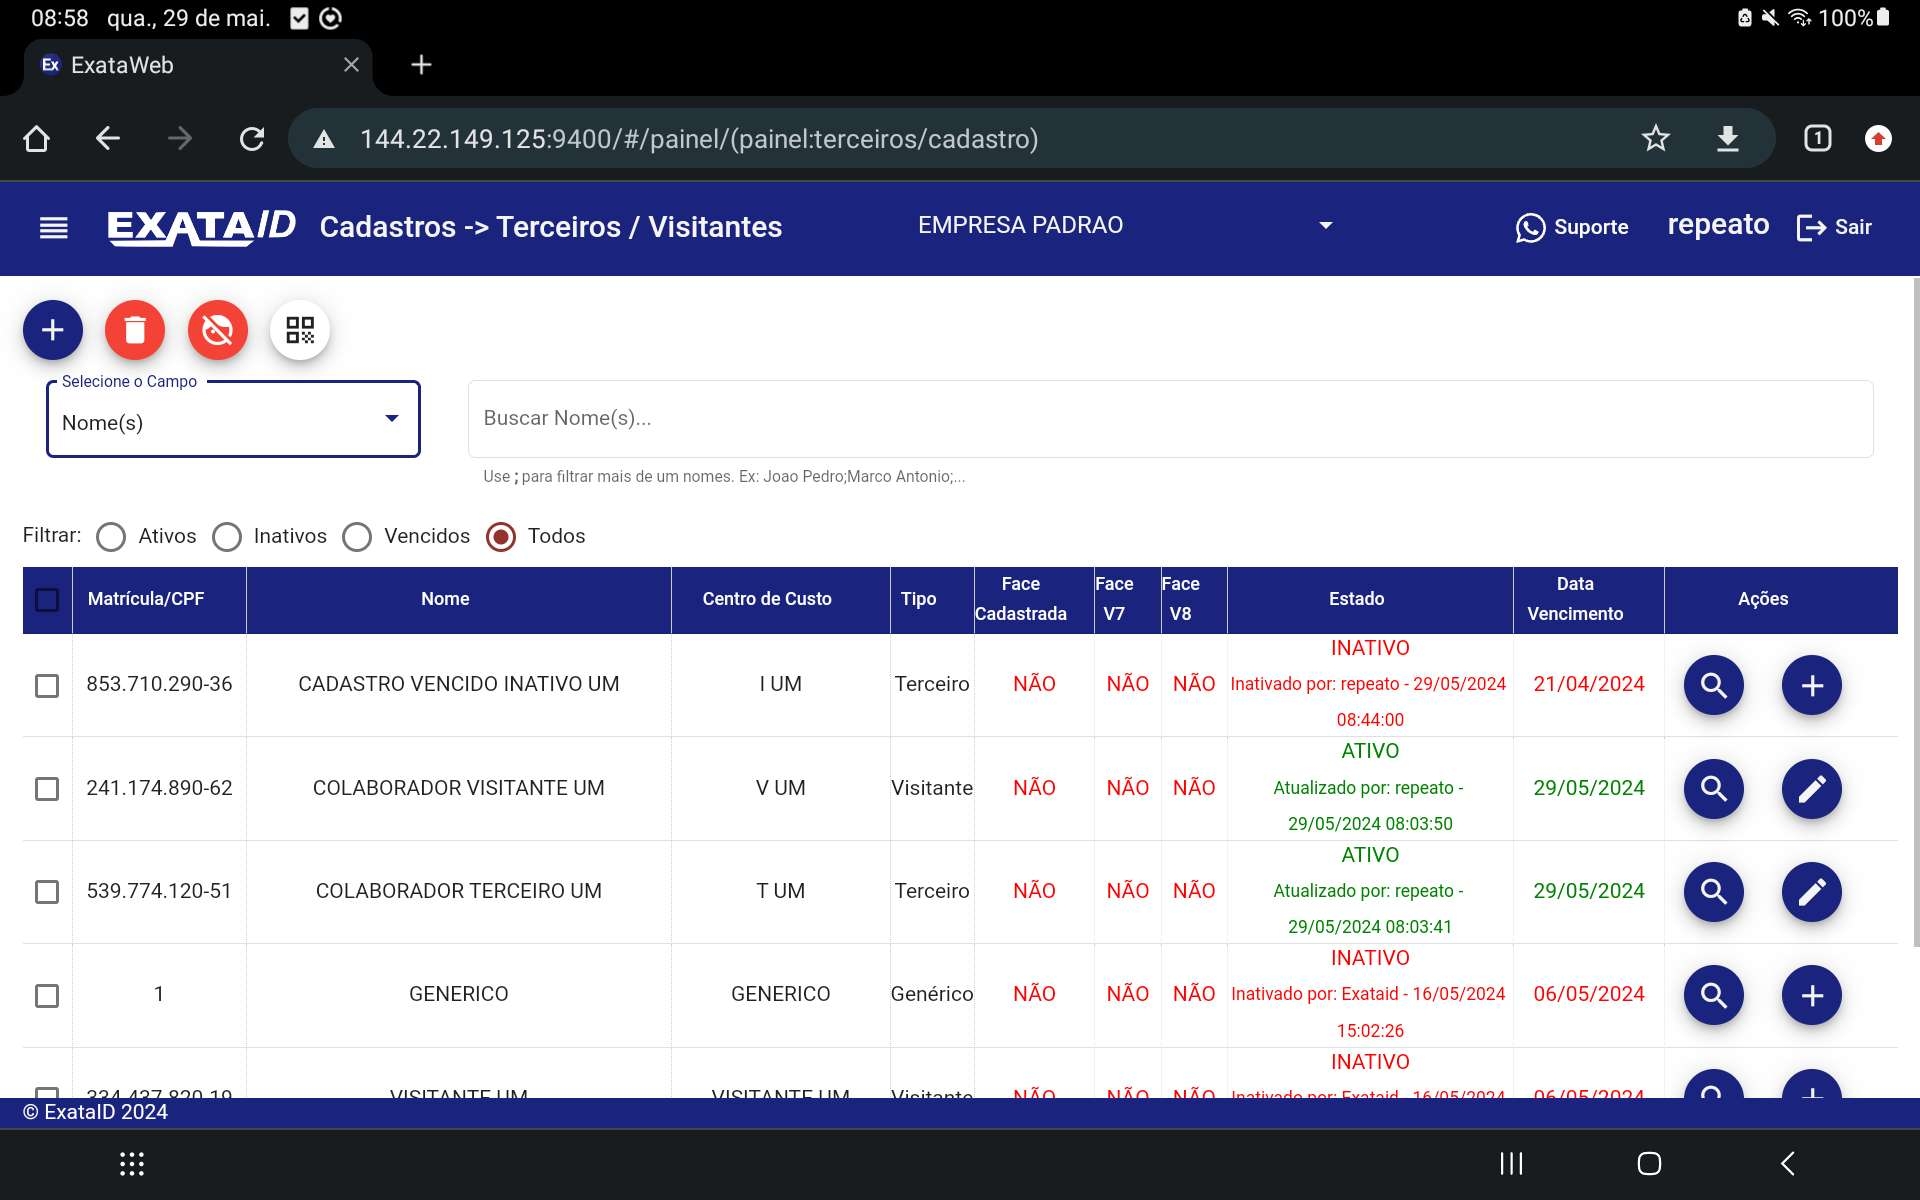 08:58 qua., 29 de mai. 100%
Ex ExataWeb
144.22.149.125:9400/#/painel/(painel:terceiros/cadastro) 1
EXATAID Cadastros -> Terceiros / Visitantes EMPRESA PADRAO Suporte repeato Sair
Selecione o Campo
Nome(s) Buscar Nome(s)...
Use ; para filtrar mais de um nomes. Ex: Joao Pedro;Marco Antonio;...
Filtrar: Ativos Inativos Vencidos Todos
Matrícula/CPF Nome Centro de Custo Tipo Face Cadastrada Face V7 Face V8 Estado Data Vencimento Ações
INATIVO
853.710.290-36 CADASTRO VENCIDO INATIVO UM I UM Terceiro NÃO NÃO NÃO Inativado por: repeato - 29/05/2024 21/04/2024
08:44:00
ATIVO
241.174.890-62 COLABORADOR VISITANTE UM V UM Visitante NÃO NÃO NÃO Atualizado por: repeato - 29/05/2024
29/05/2024 08:03:50
ATIVO
539.774.120-51 COLABORADOR TERCEIRO UM T UM Terceiro NÃO NÃO NÃO Atualizado por: repeato - 29/05/2024
29/05/2024 08:03:41
INATIVO
1 GENERICO GENERICO Genérico NÃO NÃO NÃO Inativado por: Exataid - 16/05/2024 06/05/2024
15:02:26
INATIVO
334.437.820-19 VISITANTE UM VISITANTE UM Visitante NÃO NÃO NÃO Inativado por: Exataid - 16/05/2024 06/05/2024
© ExataID 2024